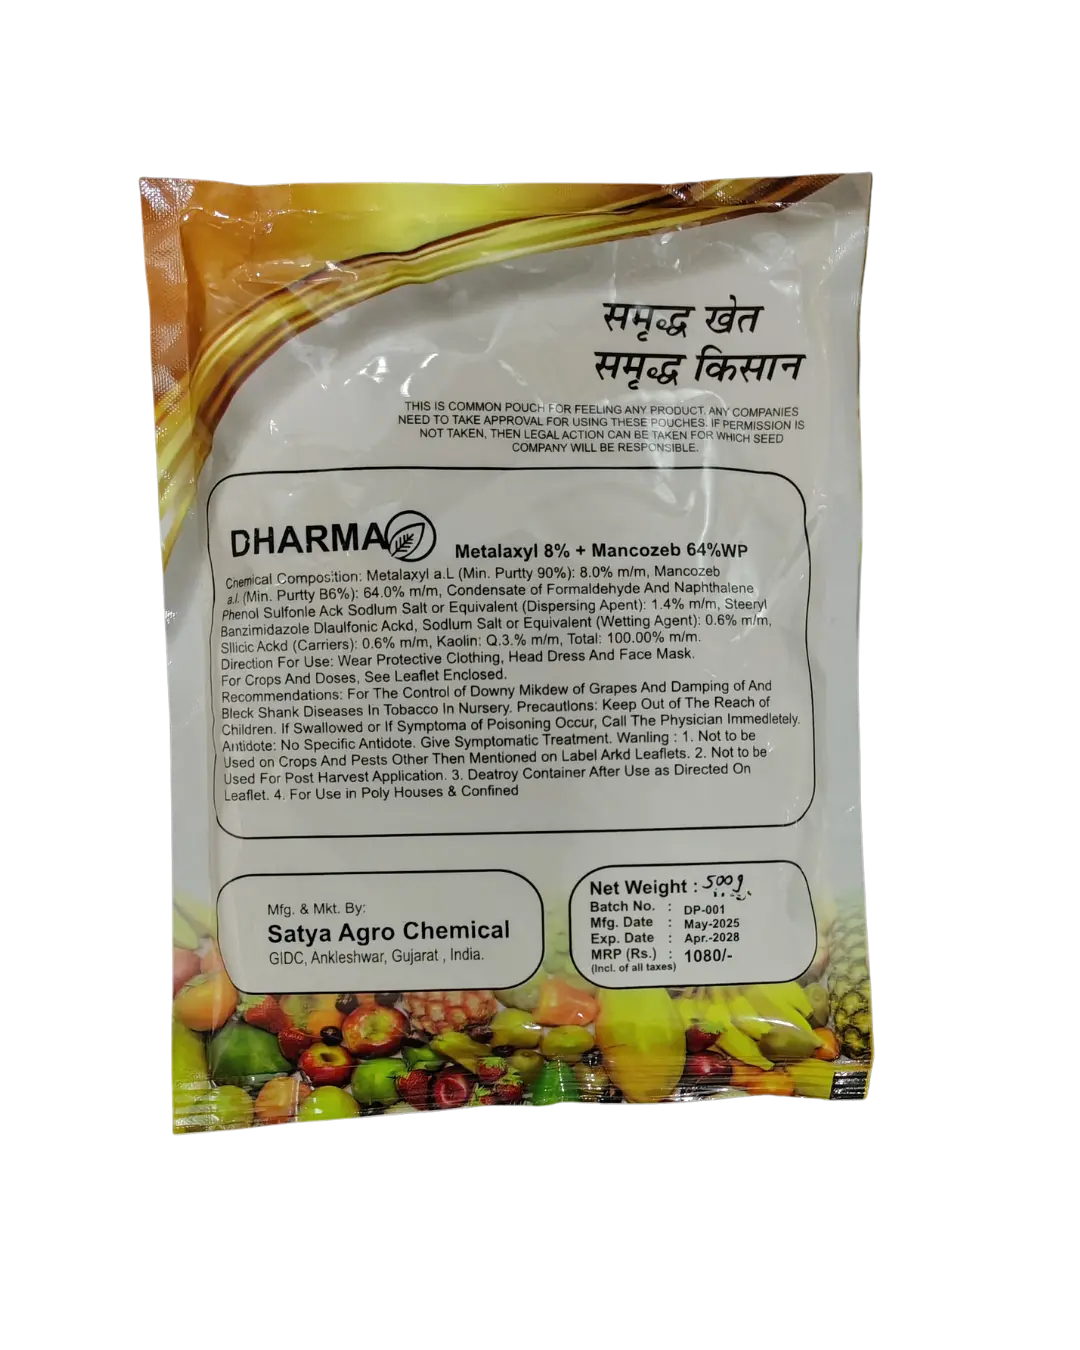 समृद्ध खेत
समृद्ध किसान
THIS IS COMMON POUCH FOR FEELING ANY PRODUCT, ANY COMPANIES
NEED TO TAKE APPROVAL FOR USING THESE POUCHES. IF PERMISSION IS
NOT TAKEN, THEN LEGAL ACTION CAN BE TAKEN FOR WHICH SEED
COMPANY WILL BE RESPONSIBLE.
DHARMA
Metalaxyl 8% + Mancozeb 64%WP
Chemical Composition: Metalaxyl a.L (Min. Purtty 90%): 8.0% m/m, Mancozeb
a.l. (Min. Purtty B6%): 64.0% m/m, Condensate of Formaldehyde And Naphthalene
Phenol Sulfonle Ack Sodlum Salt or Equivalent (Dispersing Apent): 1.4% m/m, Steeryl
Banzimidazole Dlaulfonic Ackd, Sodlum Salt or Equivalent (Wetting Agent): 0.6% m/m,
Sllicic Ackd (Carriers): 0.6% m/m, Kaolin: Q.3.% m/m, Total: 100.00% m/m.
Direction For Use: Wear Protective Clothing, Head Dress And Face Mask.
For Crops And Doses, See Leaflet Enclosed.
Recommendations: For The Control of Downy Mikdew of Grapes And Damping of And
Bleck Shank Diseases In Tobacco In Nursery. Precautlons: Keep Out of The Reach of
Children. If Swallowed or If Symptoma of Poisoning Occur, Call The Physician Immedletely.
Antidote: No Specific Antidote. Give Symptomatic Treatment. Wanling : 1. Not to be
Used on Crops And Pests Other Then Mentioned on Label Arkd Leaflets. 2. Not to be
Used For Post Harvest Application. 3. Deatroy Container After Use as Directed On
Leaflet. 4. For Use in Poly Houses & Confined
Mfg. & Mkt. By:
Satya Agro Chemical
GIDC, Ankleshwar, Gujarat , India.
Net Weight : 500g
Batch No. : DP-001
Mfg. Date : May-2025
Exp. Date : Apr.-2028
MRP (Rs.) : 1080/-
(Incl. of all taxes)